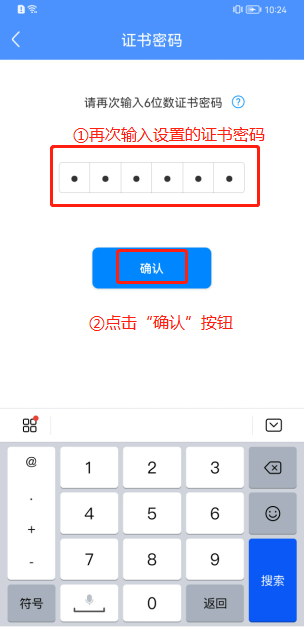 10:24
证书密码
请再次输入6位数证书密码 ?
①再次输入设置的证书密码
确认
②点击“确认”按钮
@ 1 2 3
. 4 5 6
+
- 7 8 9 搜索
符号 0 返回